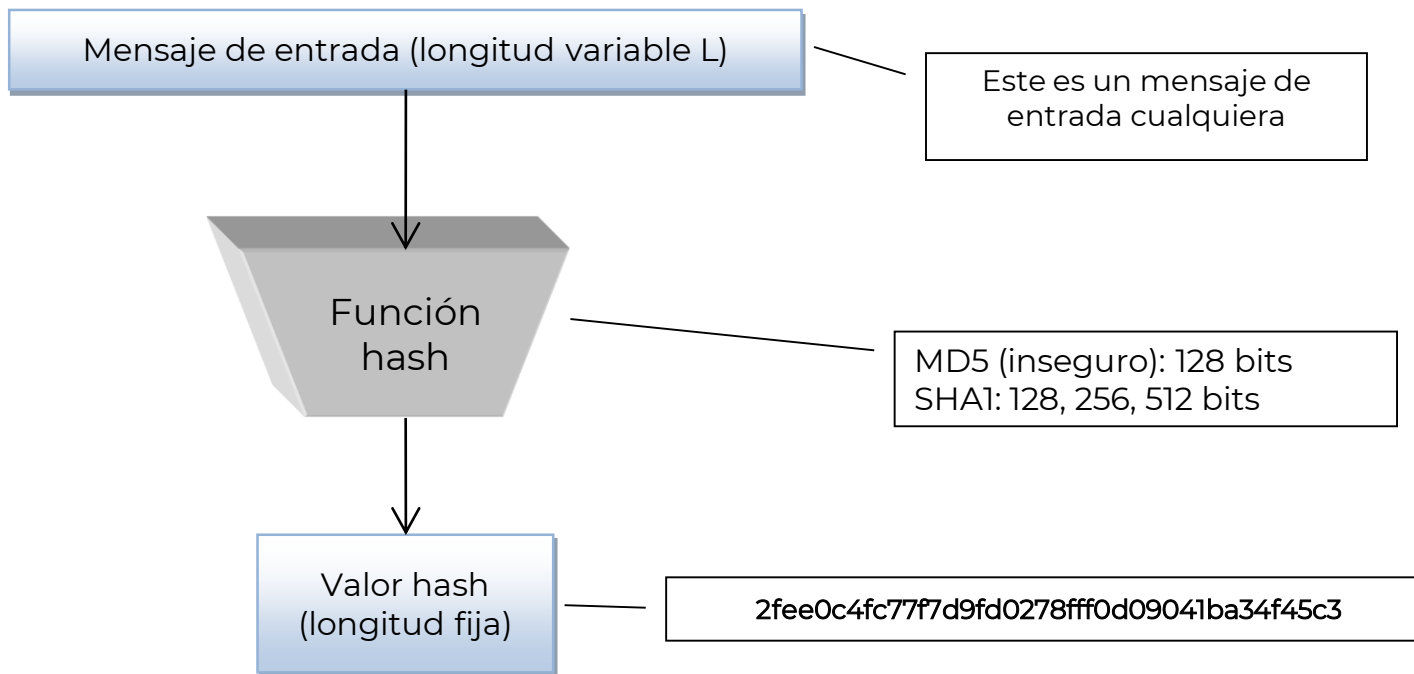 Mensaje de entrada (longitud variable L)
Este es un mensaje de
entrada cualquiera
Función
hash
MD5 (inseguro): 128 bits
SHA1: 128, 256, 512 bits
Valor hash
(longitud fija)
2fee0c4fc77f7d9fd0278fff0d09041ba34f45c3